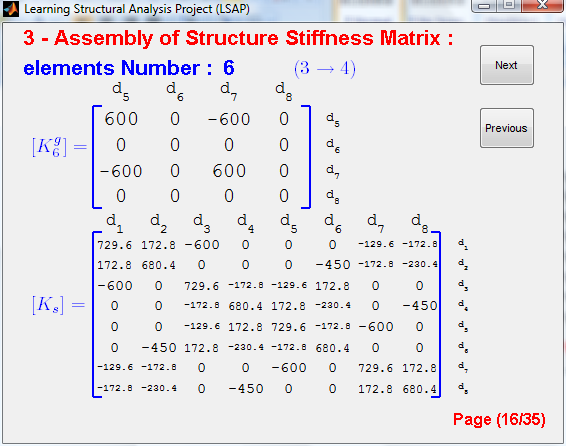 Learning Structural Analysis Project (LSAP)
3 - Assembly of Structure Stiffness Matrix :
elements Number : 6 (3 → 4)
Next
Previous
d5 d6 d7 d8
[K6^g] =
600 0 -600 0 d5
0 0 0 0 d6
-600 0 600 0 d7
0 0 0 0 d8
d1 d2 d3 d4 d5 d6 d7 d8
[Ks] =
729.6 172.8 -600 0 0 0 -129.6 -172.8 d1
172.8 680.4 0 0 0 -450 -172.8 -230.4 d2
-600 0 729.6 -172.8 -129.6 172.8 0 0 d3
0 0 -172.8 680.4 172.8 -230.4 0 -450 d4
0 0 -129.6 172.8 729.6 -172.8 -600 0 d5
0 -450 172.8 -230.4 -172.8 680.4 0 0 d6
-129.6 -172.8 0 0 -600 0 729.6 172.8 d7
-172.8 -230.4 0 -450 0 0 172.8 680.4 d8
Page (16/35)